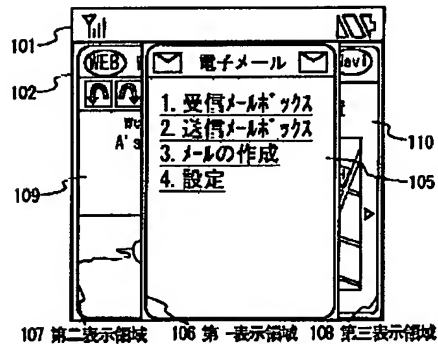 101
102
WEB
電子メール
Navi
1. 受信メールボックス
2. 送信メールボックス
3. メールの作成
4. 設定
A's
109
110
105
107 第二表示領域 106 第一表示領域 108 第三表示領域